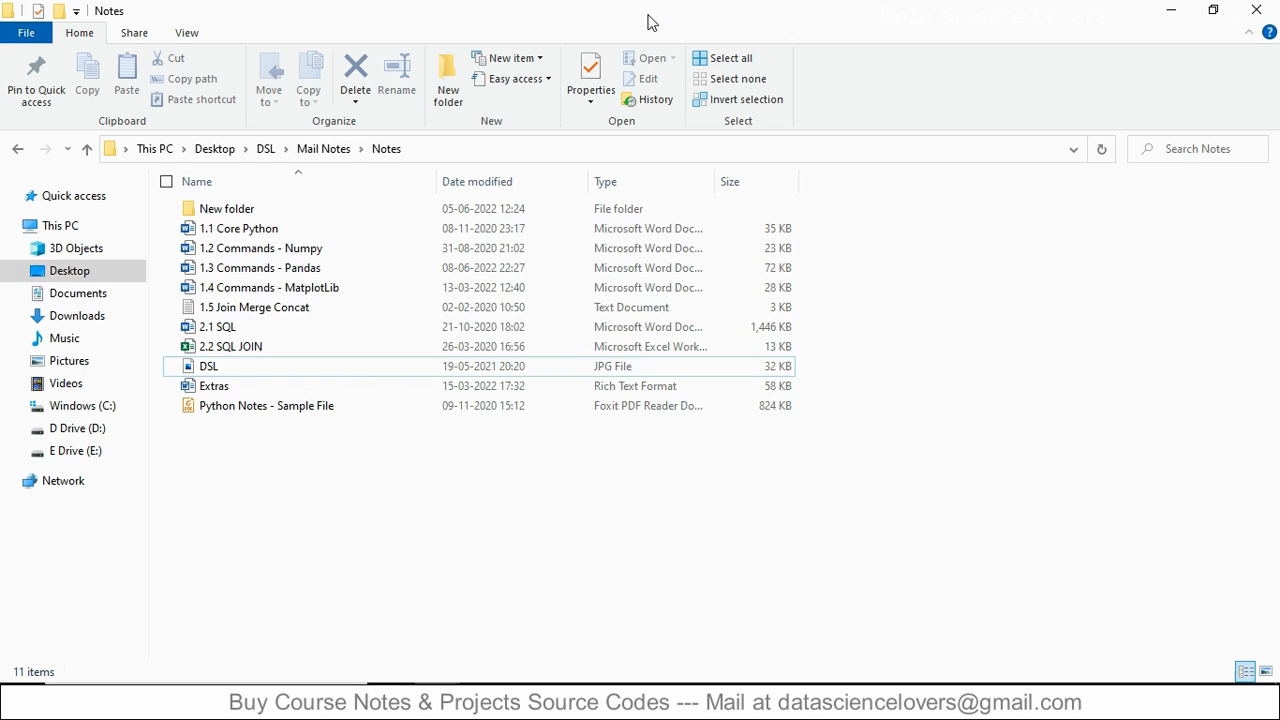 Notes
Data Science Lovers
File Home Share View
Pin to Quick access
Copy
Paste
Cut
Copy path
Paste shortcut
Clipboard
Move to
Copy to
Delete
Rename
Organize
New folder
New item
Easy access
New
Properties
Open
Edit
History
Open
Select all
Select none
Invert selection
Select
This PC > Desktop > DSL > Mail Notes > Notes
Search Notes
Quick access
This PC
3D Objects
Desktop
Documents
Downloads
Music
Pictures
Videos
Windows (C:)
D Drive (D:)
E Drive (E:)
Network
Name Date modified Type Size
New folder 05-06-2022 12:24 File folder
1.1 Core Python 08-11-2020 23:17 Microsoft Word Doc... 35 KB
1.2 Commands - Numpy 31-08-2020 21:02 Microsoft Word Doc... 23 KB
1.3 Commands - Pandas 08-06-2022 22:27 Microsoft Word Doc... 72 KB
1.4 Commands - MatplotLib 13-03-2022 12:40 Microsoft Word Doc... 28 KB
1.5 Join Merge Concat 02-02-2020 10:50 Text Document 3 KB
2.1 SQL 21-10-2020 18:02 Microsoft Word Doc... 1,446 KB
2.2 SQL JOIN 26-03-2020 16:56 Microsoft Excel Work... 13 KB
DSL 19-05-2021 20:20 JPG File 32 KB
Extras 15-03-2022 17:32 Rich Text Format 58 KB
Python Notes - Sample File 09-11-2020 15:12 Foxit PDF Reader Do... 824 KB
11 items
Buy Course Notes & Projects Source Codes --- Mail at datasciencelovers@gmail.com